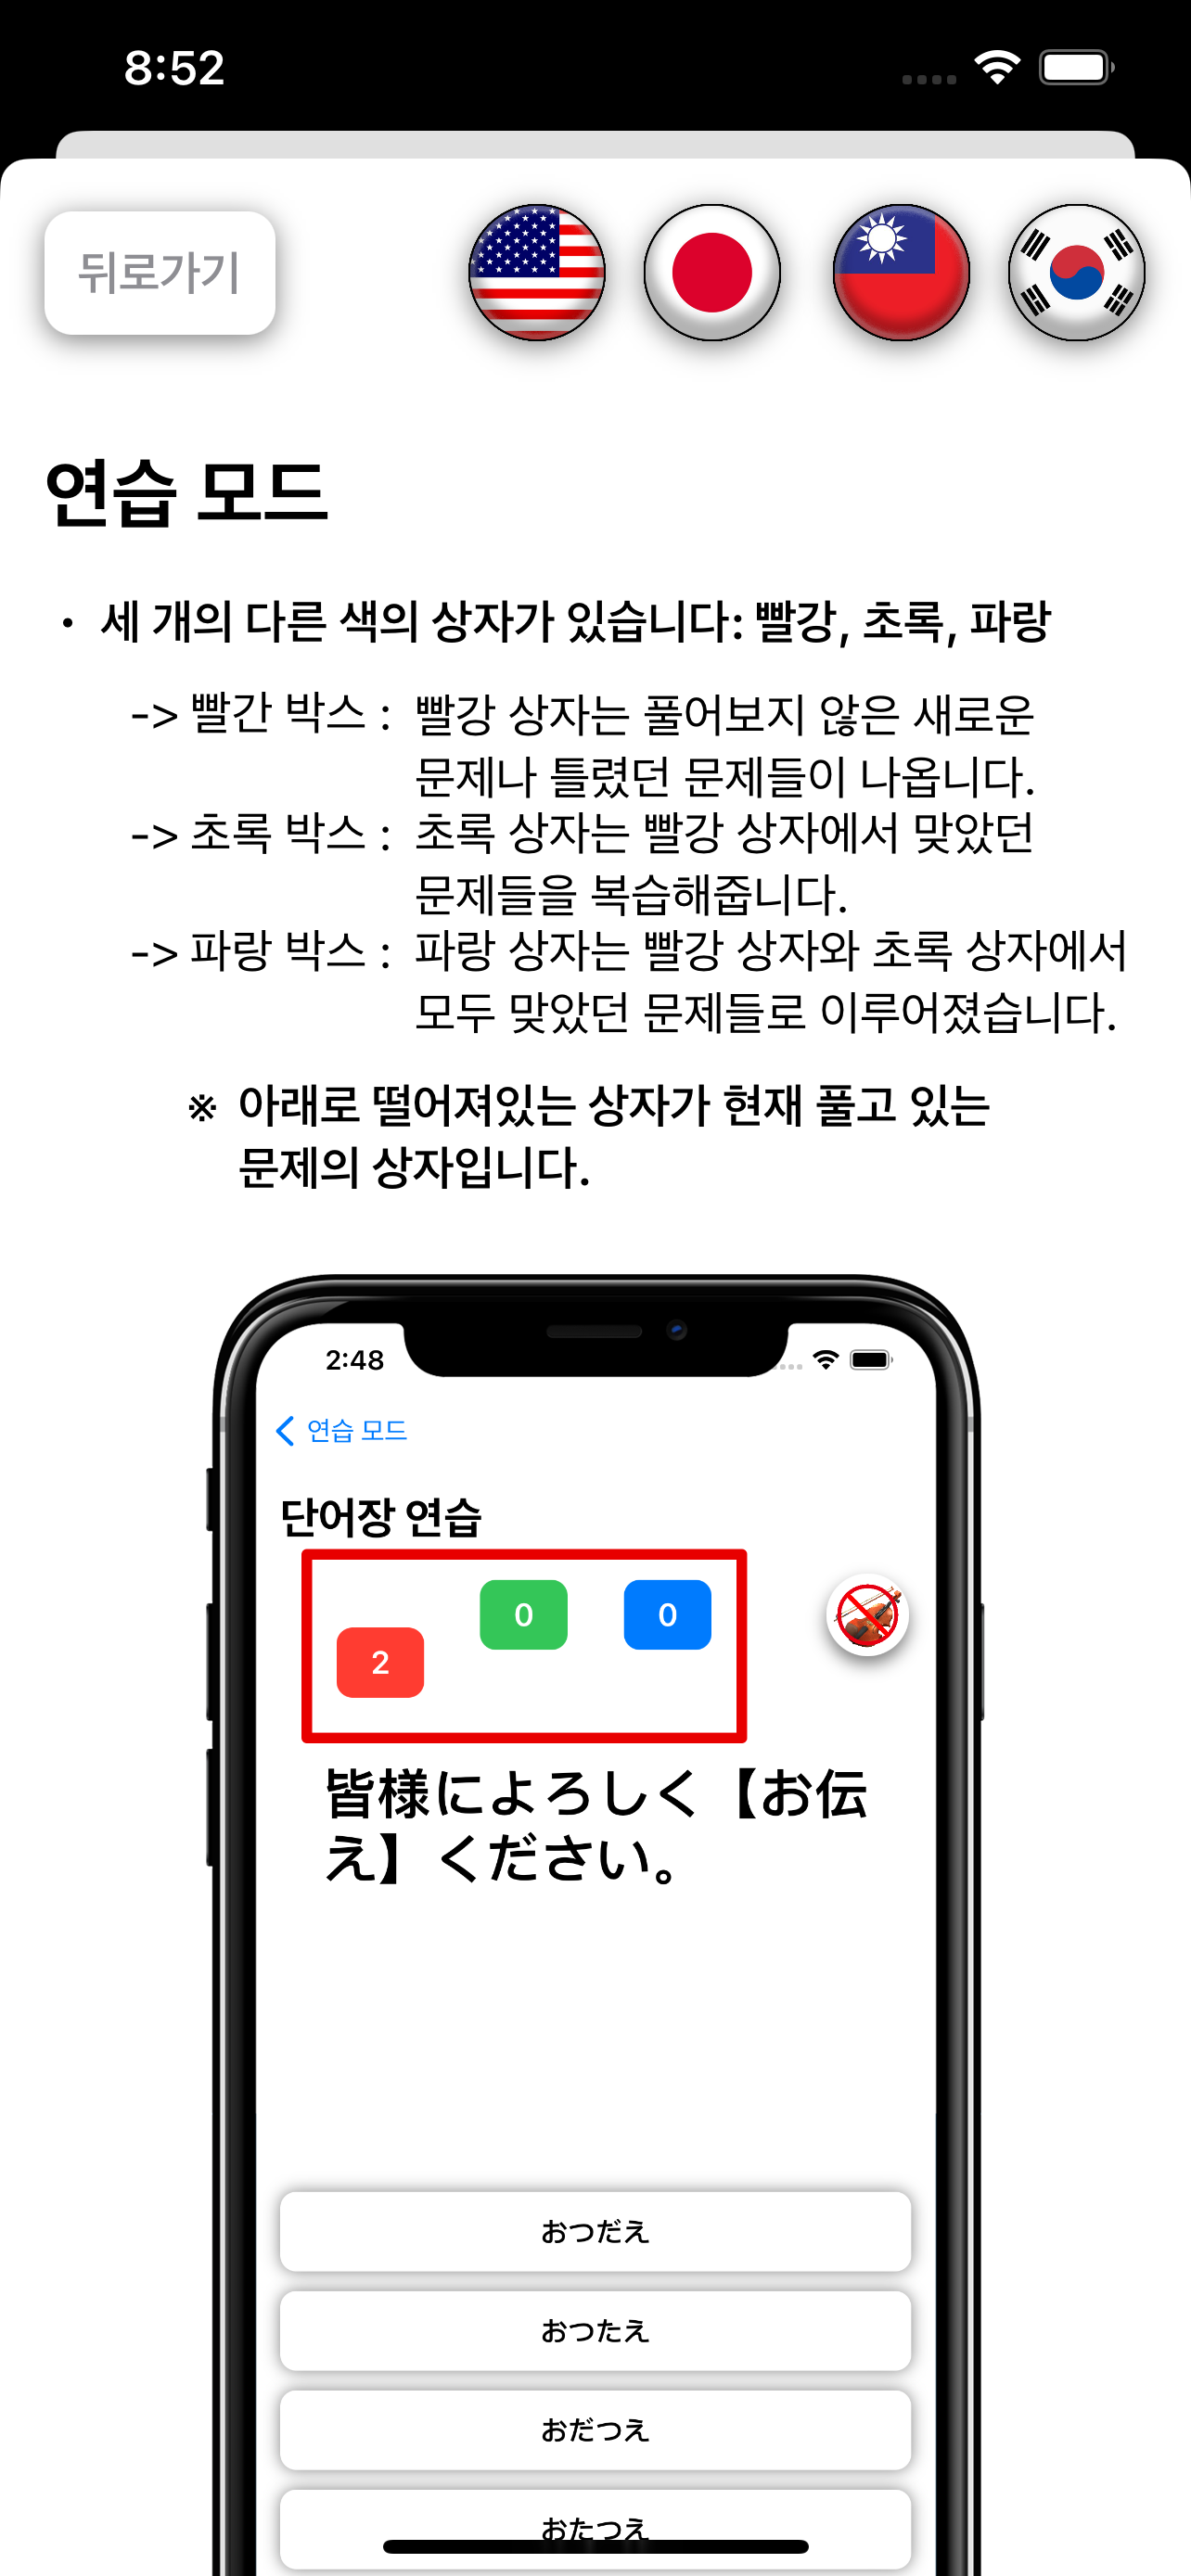 8:52
뒤로가기
연습 모드
• 세 개의 다른 색의 상자가 있습니다: 빨강, 초록, 파랑
-> 빨간 박스 : 빨강 상자는 풀어보지 않은 새로운
문제나 틀렸던 문제들이 나옵니다.
-> 초록 박스 : 초록 상자는 빨강 상자에서 맞았던
문제들을 복습해줍니다.
-> 파랑 박스 : 파랑 상자는 빨강 상자와 초록 상자에서
모두 맞았던 문제들로 이루어졌습니다.
※ 아래로 떨어져있는 상자가 현재 풀고 있는
문제의 상자입니다.
2:48
연습 모드
단어장 연습
2 0 0
皆様によろしく【お伝
え】ください。
おつだえ
おつたえ
おだつえ
おたつえ